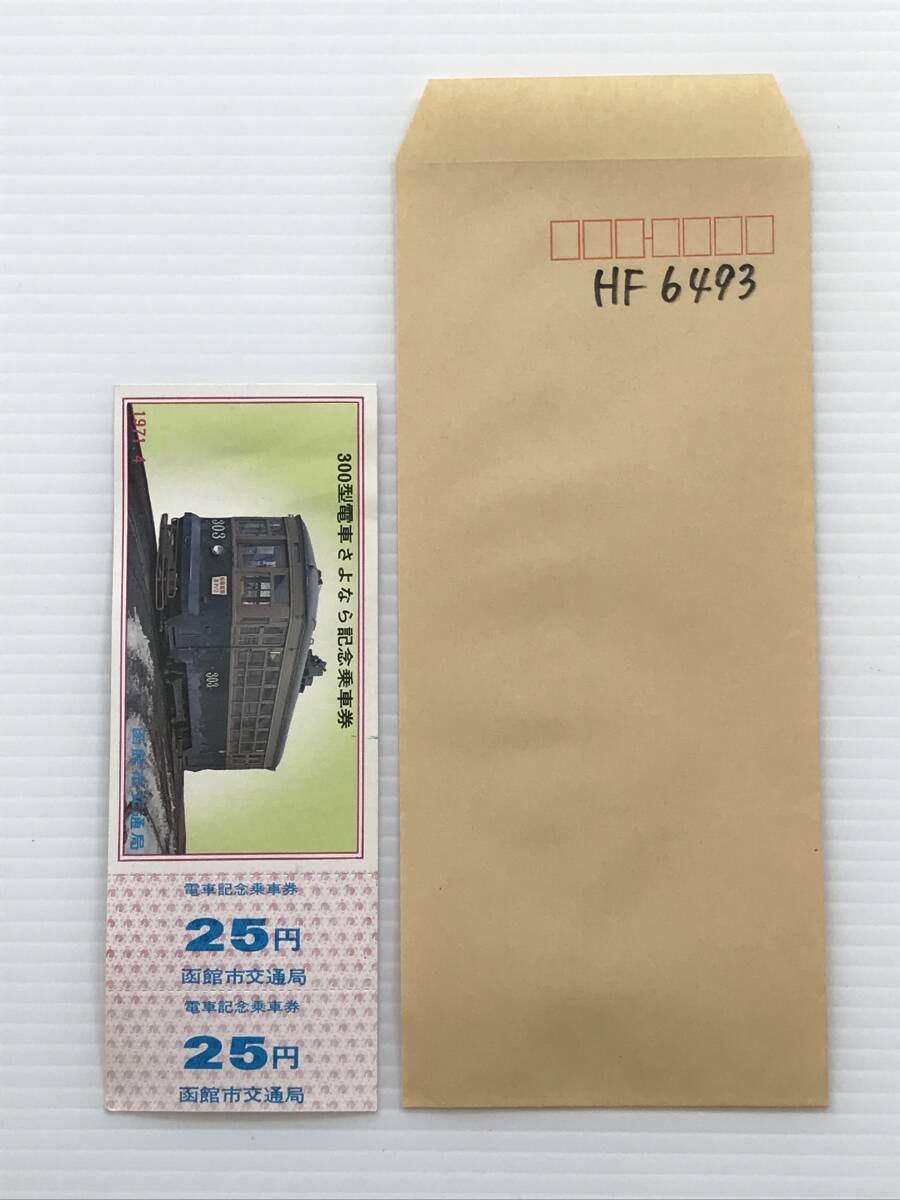 HF 6493
1971.4
300型電車さよなら記念乗車券
303
303
函館市交通局
電車記念乗車券
25円
函館市交通局
電車記念乗車券
25円
函館市交通局